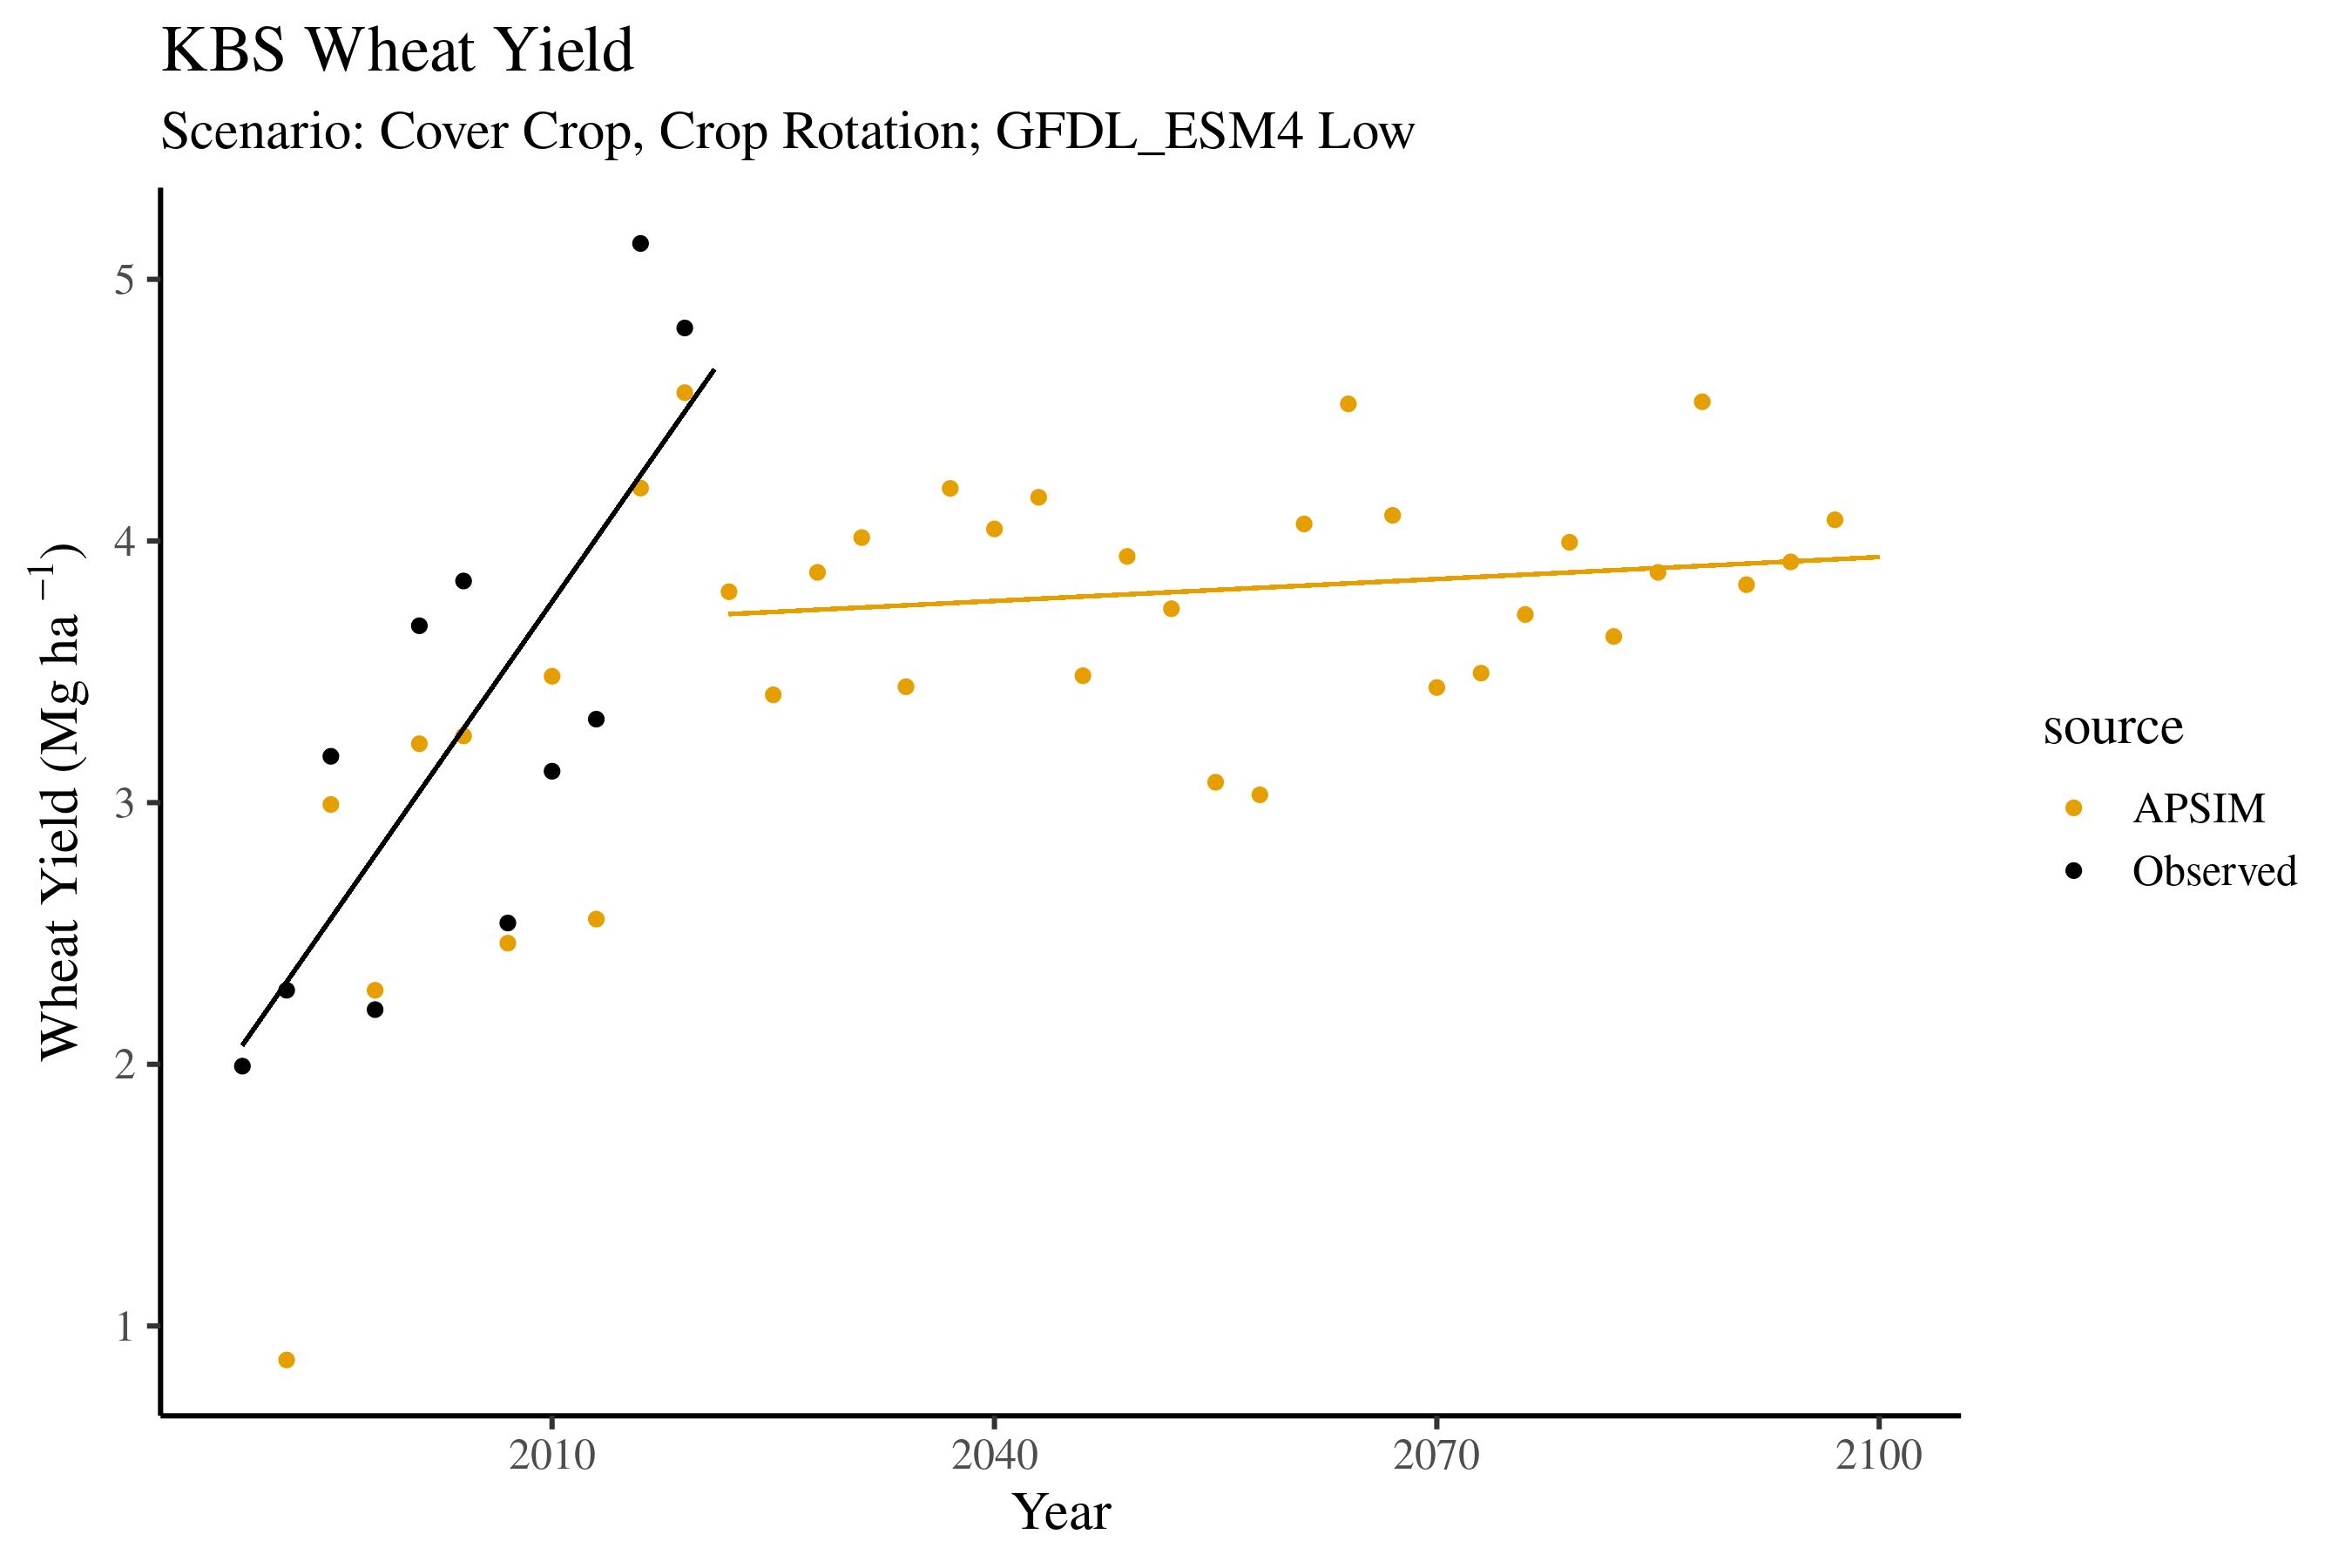 KBS Wheat Yield
Scenario: Cover Crop, Crop Rotation; GFDL_ESM4 Low
Wheat Yield (Mg ha −1)
5
4
3
2
1
2010
2040
2070
2100
Year
source
APSIM
Observed